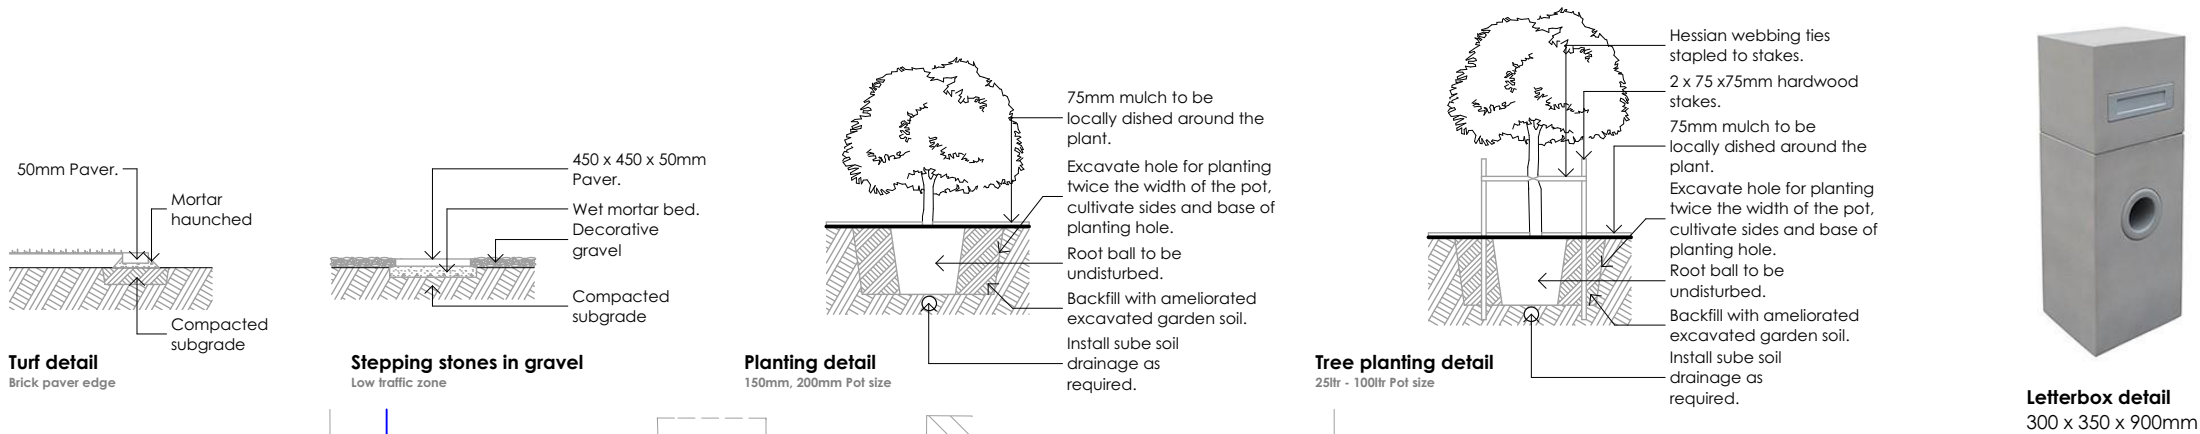 50mm Paver.
Mortar
haunched
Compacted
subgrade
Turf detail
Brick paver edge
450 x 450 x 50mm
Paver.
Wet mortar bed.
Decorative
gravel
Compacted
subgrade
Stepping stones in gravel
Low traffic zone
75mm mulch to be
locally dished around the
plant.
Excavate hole for planting
twice the width of the pot,
cultivate sides and base of
planting hole.
Root ball to be
undisturbed.
Backfill with ameliorated
excavated garden soil.
Install sube soil
drainage as
required.
Planting detail
150mm, 200mm Pot size
Hessian webbing ties
stapled to stakes.
2 x 75 x75mm hardwood
stakes.
75mm mulch to be
locally dished around the
plant.
Excavate hole for planting
twice the width of the pot,
cultivate sides and base of
planting hole.
Root ball to be
undisturbed.
Backfill with ameliorated
excavated garden soil.
Install sube soil
drainage as
required.
Tree planting detail
25ltr - 100ltr Pot size
Letterbox detail
300 x 350 x 900mm